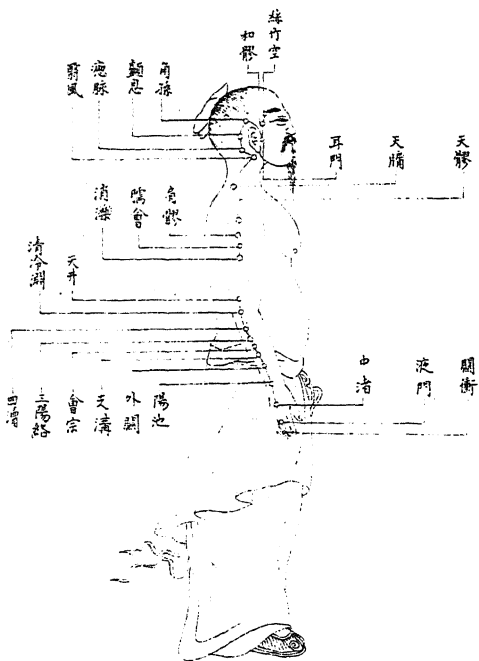 絲竹空
和髎
角孫
顱息
瘈脉
翳風
天髎
天牖
耳門
肩髎
臑會
消濼
天井
清冷淵
關衝
液門
中渚
陽池
外關
支溝
會宗
三陽絡
四瀆